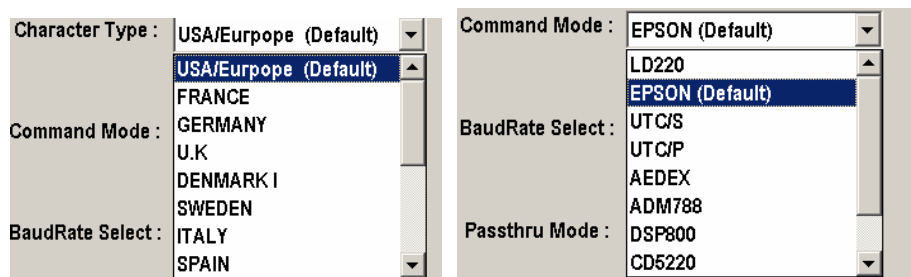 Character Type : USA/Eurpope (Default)
USA/Eurpope (Default)
FRANCE
GERMANY
Command Mode :
U.K
DENMARK I
SWEDEN
BaudRate Select :
ITALY
SPAIN
Command Mode : EPSON (Default)
LD220
EPSON (Default)
BaudRate Select :
UTC/S
UTC/P
AEDEX
ADM788
Passthru Mode :
DSP800
CD5220